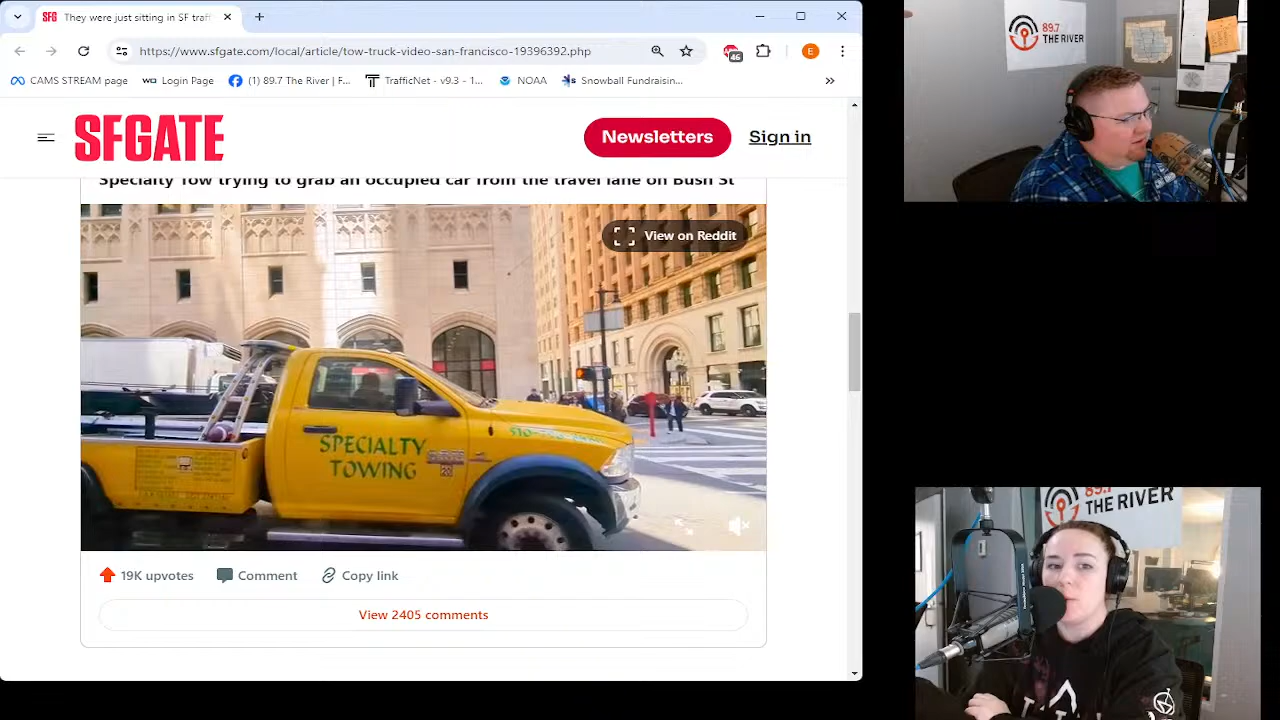 SFG They were just sitting in SF traff
https://www.sfgate.com/local/article/tow-truck-video-san-francisco-19396392.php
46
E
CAMS STREAM page
wo Login Page
(1) 89.7 The River | F...
TrafficNet - v9.3 - 1...
NOAA
Snowball Fundraisin...
SFGATE
Newsletters
Sign in
Specialty Tow trying to grab an occupied car from the travel lane on Bush St
View on Reddit
SPECIALTY
TOWING
19K upvotes
Comment
Copy link
View 2405 comments
89.7
THE RIVER
89.7
THE RIVER